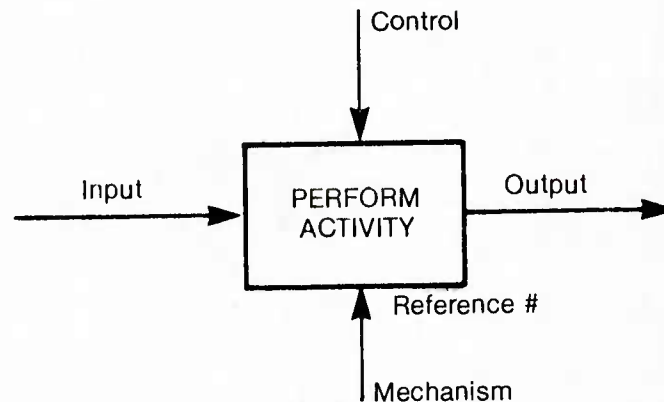 Control
Input
PERFORM
ACTIVITY
Output
Reference #
Mechanism